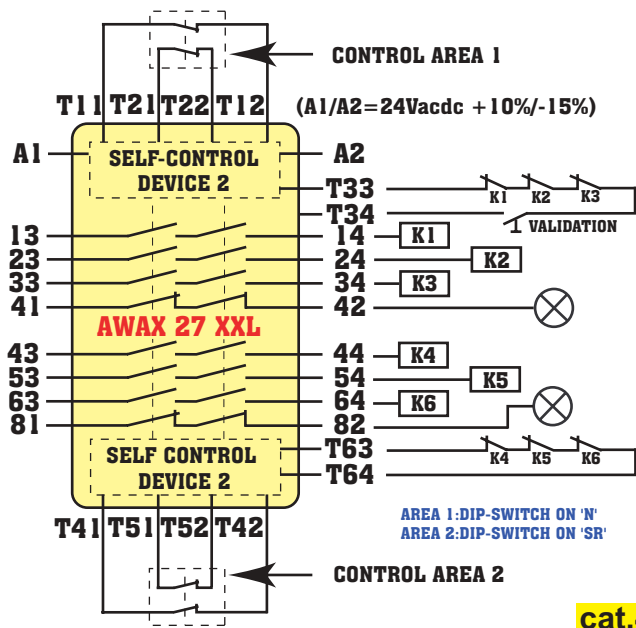 CONTROL AREA 1
T11 T21 T22 T12 (A1/A2=24Vacdc +10%/-15%)
A1 SELF-CONTROL DEVICE 2 A2
T33 K1 K2 K3
T34 VALIDATION
13 14 K1
23 24 K2
33 34 K3
41 42
AWAX 27 XXL
43 44 K4
53 54 K5
63 64 K6
81 82
SELF CONTROL DEVICE 2
T63 K4 K5 K6
T64
T41 T51 T52 T42
AREA 1:DIP-SWITCH ON 'N'
AREA 2:DIP-SWITCH ON 'SR'
CONTROL AREA 2
cat.